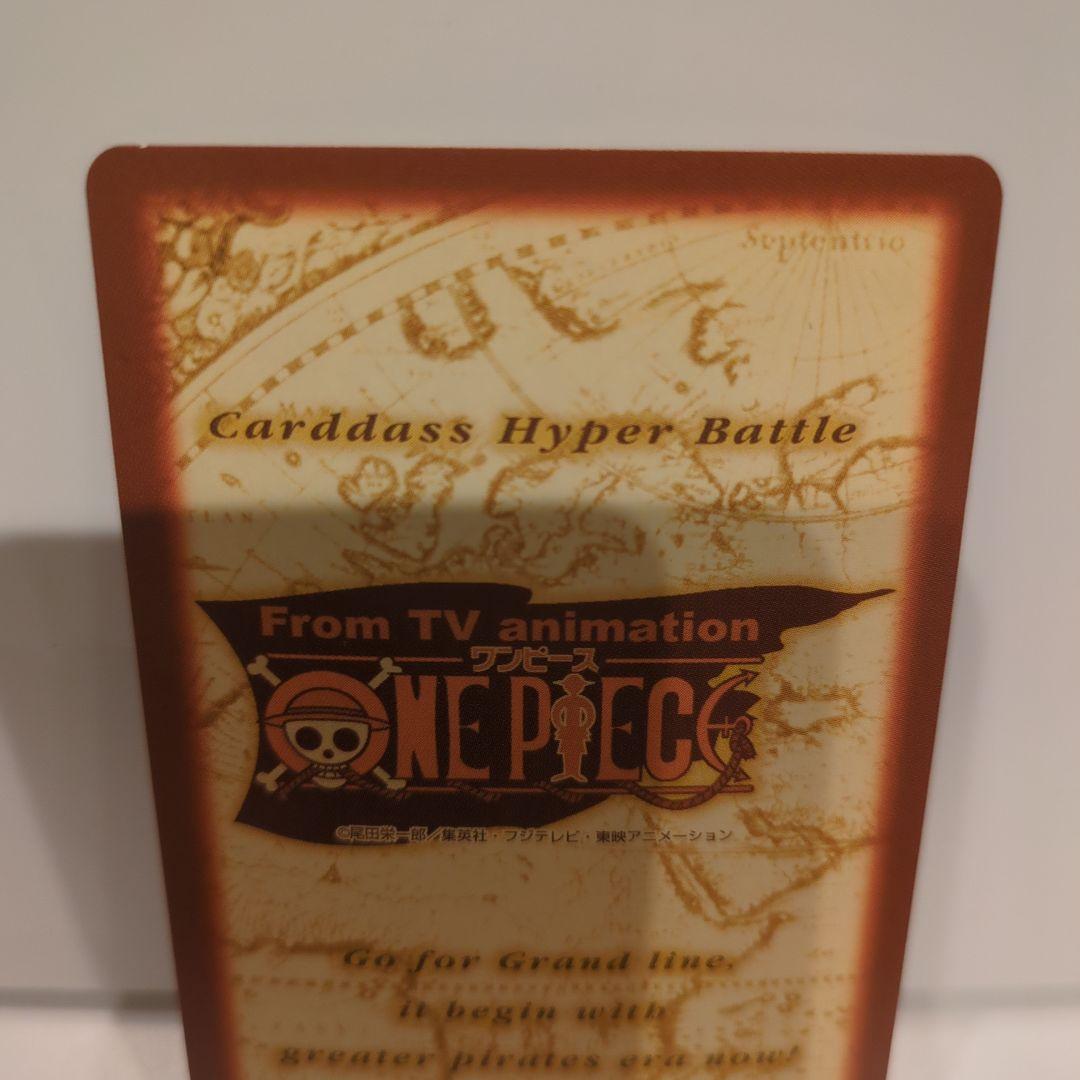 Septentrio
Carddass Hyper Battle
From TV animation
ワンピース
ONE PIECE
©尾田栄一郎／集英社・フジテレビ・東映アニメーション
Go for Grand line,
it begin with
greater pirates era now!